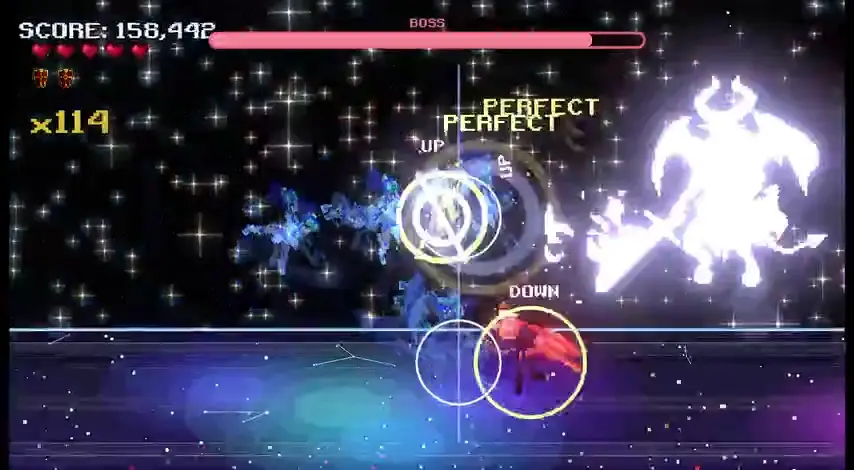 BOSS
SCORE: 158,442
x114
PERFECT
PERFECT
UP
UP
DOWN